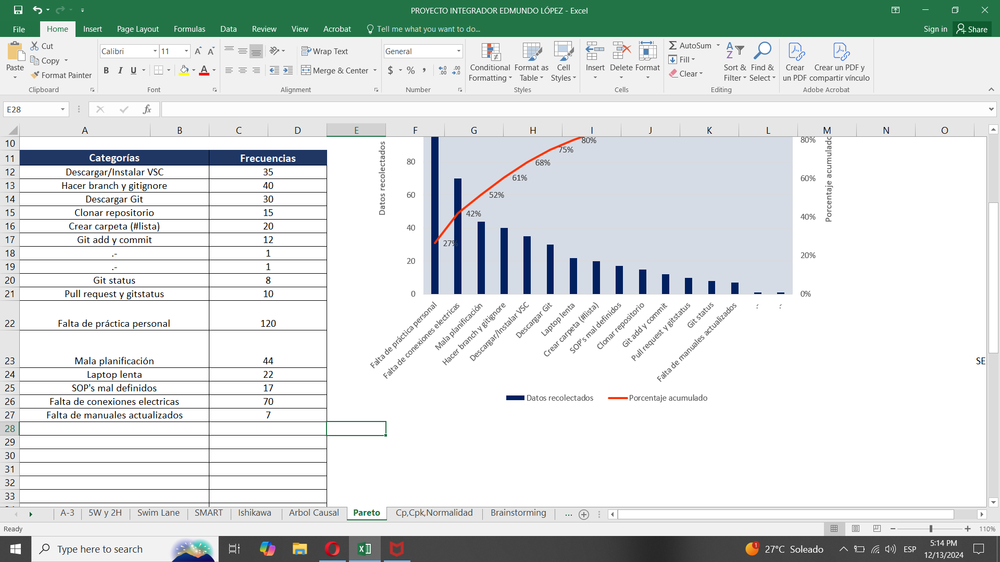 PROYECTO INTEGRADOR EDMUNDO LÓPEZ - Excel
File Home Insert Page Layout Formulas Data Review View Acrobat Tell me what you want to do... Sign in Share
Paste
Cut
Copy
Format Painter
Clipboard
Calibri 11
B I U A
Font
Wrap Text
Merge & Center
Alignment
General
$ % ,
Number
Conditional Formatting
Format as Table
Cell Styles
Styles
Insert Delete Format
Cells
AutoSum
Fill
Clear
Sort & Filter
Find & Select
Editing
Crear un PDF
Crear un PDF y compartir vínculo
Adobe Acrobat
E28 fx
A B C D E F G H I J K L M N O
10
11 Categorías Frecuencias
12 Descargar/Instalar VSC 35
13 Hacer branch y gitignore 40
14 Descargar Git 30
15 Clonar repositorio 15
16 Crear carpeta (#lista) 20
17 Git add y commit 12
18 .- 1
19 .- 1
20 Git status 8
21 Pull request y gitstatus 10
22 Falta de práctica personal 120
23 Mala planificación 44
24 Laptop lenta 22
25 SOP's mal definidos 17
26 Falta de conexiones electricas 70
27 Falta de manuales actualizados 7
28
29
30
31
32
33
Datos recolectados
80
60
40
20
0
27%
42%
52%
61%
68%
75%
80%
80%
60%
40%
20%
0%
Porcentaje acumulado
Falta de práctica personal
Falta de conexiones electricas
Mala planificación
Hacer branch y gitignore
Descargar/Instalar VSC
Descargar Git
Laptop lenta
Crear carpeta (#lista)
SOP's mal definidos
Clonar repositorio
Git add y commit
Pull request y gitstatus
Git status
Falta de manuales actualizados
.-
.-
Datos recolectados Porcentaje acumulado
SE
A-3 5W y 2H Swim Lane SMART Ishikawa Arbol Causal Pareto Cp,Cpk,Normalidad Brainstorming ...
Ready 110%
Type here to search
1 27°C Soleado ESP
5:14 PM
12/13/2024